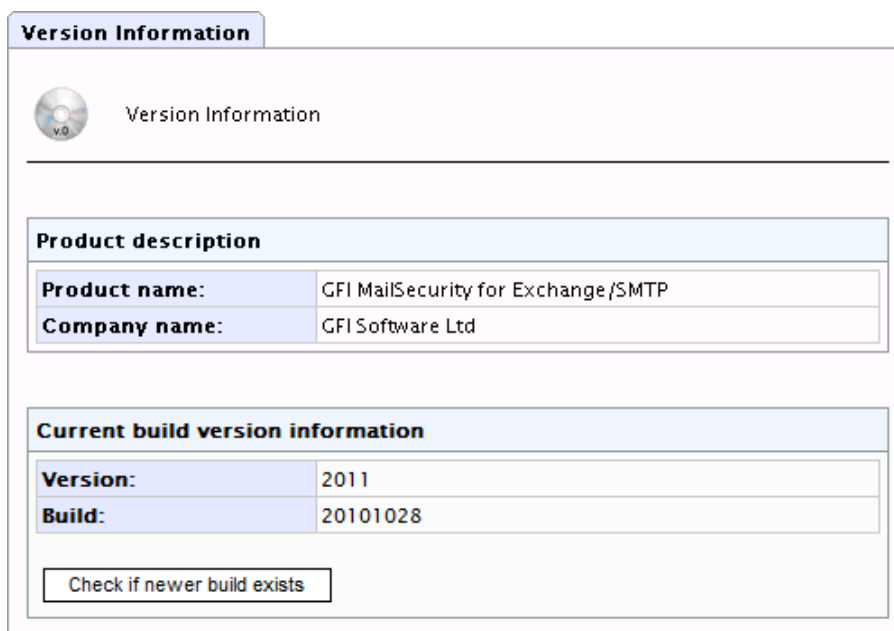 Version Information
v.0
Version Information
Product description
Product name: GFI MailSecurity for Exchange/SMTP
Company name: GFI Software Ltd
Current build version information
Version: 2011
Build: 20101028
Check if newer build exists